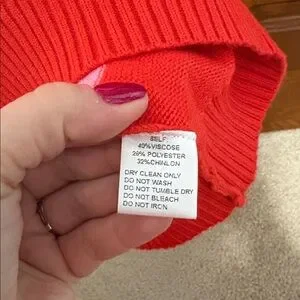 SELF:
40%VISCOSE
28% POLYESTER
32%CHINLON
DRY CLEAN ONLY
DO NOT WASH
DO NOT TUMBLE DRY
DO NOT BLEACH
DO NOT IRON